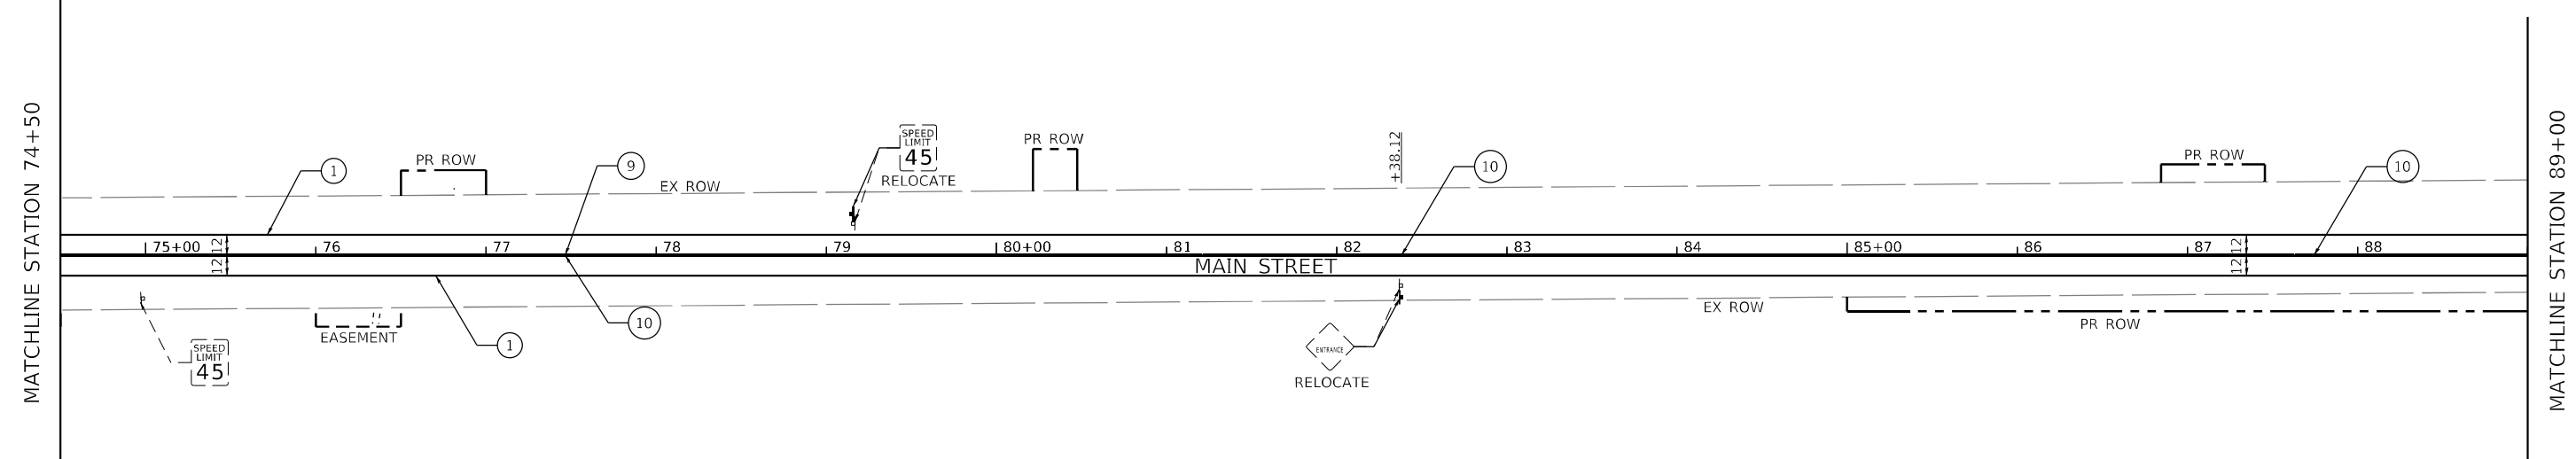 MATCHLINE STATION 74+50
PR ROW
1
9
EX ROW
SPEED
LIMIT
45
RELOCATE
PR ROW
+38.12
10
PR ROW
10
MATCHLINE STATION 89+00
75+00 76 77 78 79 80+00 81 82 83 84 85+00 86 87 88
12
12
12
12
MAIN STREET
SPEED
LIMIT
45
EASEMENT
1
10
ENTRANCE
RELOCATE
EX ROW
PR ROW